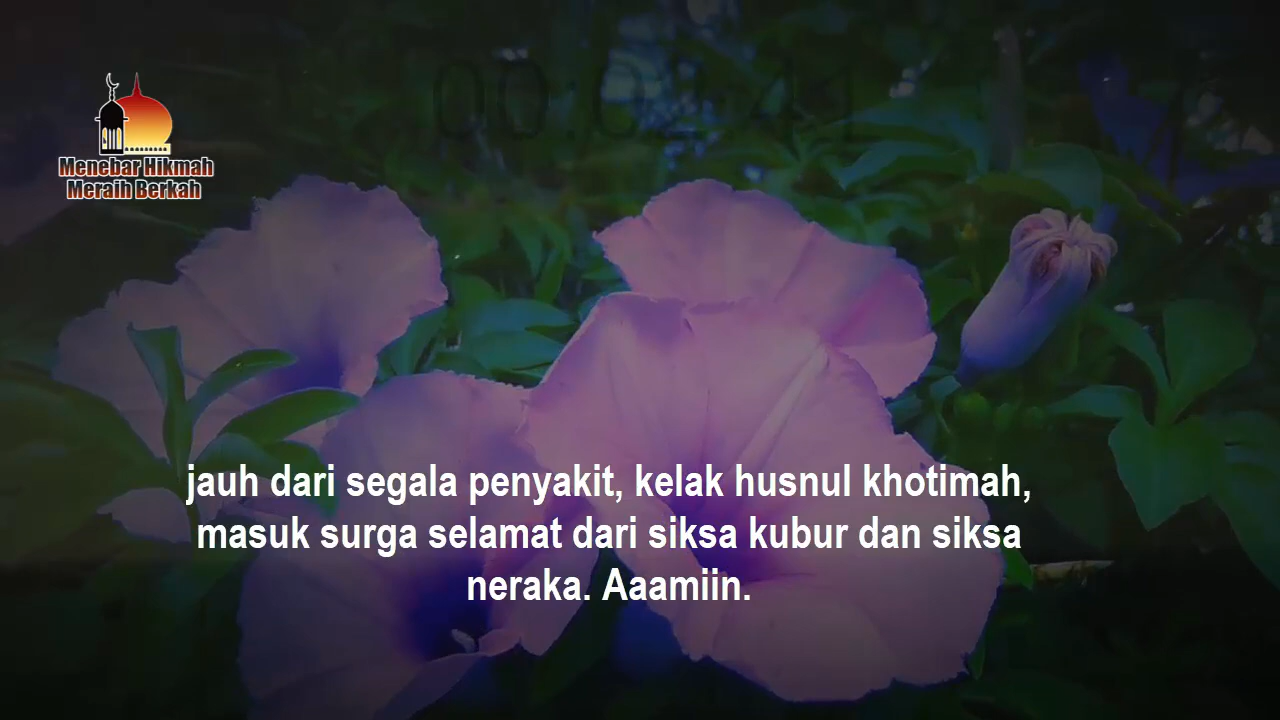 Menebar Hikmah
Meraih Berkah
jauh dari segala penyakit, kelak husnul khotimah,
masuk surga selamat dari siksa kubur dan siksa
neraka. Aaamiin.